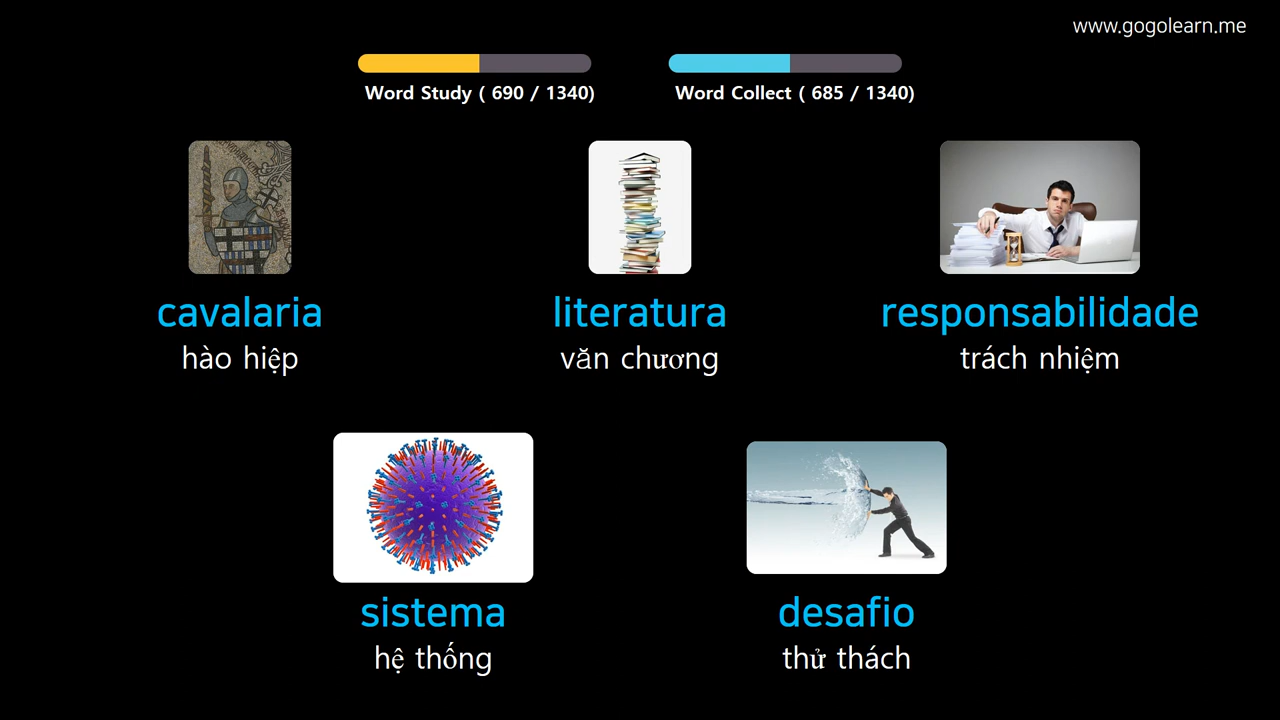 www.gogolearn.me
Word Study ( 690 / 1340)
Word Collect ( 685 / 1340)
cavalaria
hào hiệp
literatura
văn chương
responsabilidade
trách nhiệm
sistema
hệ thống
desafio
thử thách